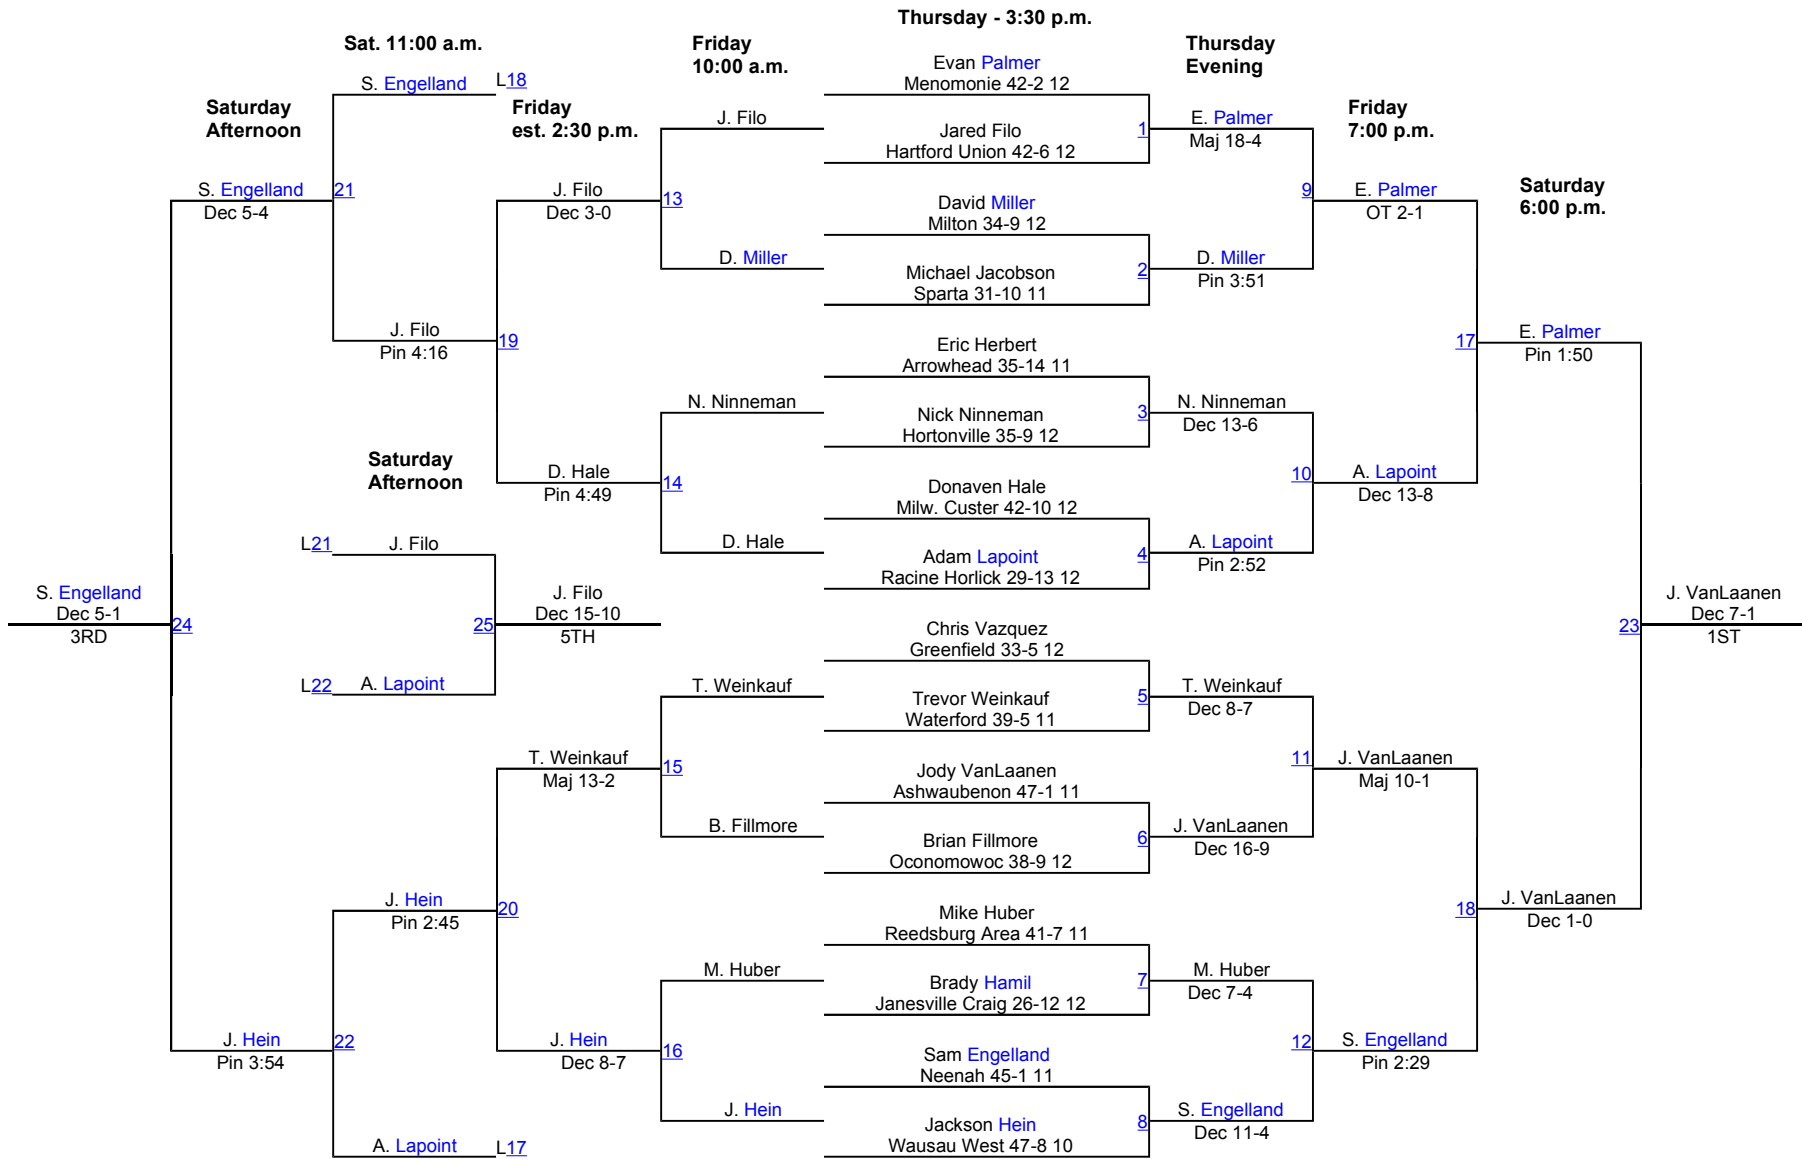 Thursday - 3:30 p.m.
Sat. 11:00 a.m.
Friday
10:00 a.m.
Thursday
Evening
Evan Palmer
Menomonie 42-2 12
S. Engelland L18
Saturday
Afternoon
Friday
est. 2:30 p.m.
Friday
7:00 p.m.
J. Filo
Jared Filo
Hartford Union 42-6 12
1
E. Palmer
Maj 18-4
S. Engelland
Dec 5-4
21
J. Filo
Dec 3-0
13
David Miller
Milton 34-9 12
9
E. Palmer
OT 2-1
Saturday
6:00 p.m.
D. Miller
Michael Jacobson
Sparta 31-10 11
2
D. Miller
Pin 3:51
J. Filo
Pin 4:16
19
Eric Herbert
Arrowhead 35-14 11
17
E. Palmer
Pin 1:50
N. Ninneman
Nick Ninneman
Hortonville 35-9 12
3
N. Ninneman
Dec 13-6
Saturday
Afternoon
D. Hale
Pin 4:49
14
Donaven Hale
Milw. Custer 42-10 12
10
A. Lapoint
Dec 13-8
L21 J. Filo
D. Hale
Adam Lapoint
Racine Horlick 29-13 12
4
A. Lapoint
Pin 2:52
S. Engelland
Dec 5-1
3RD
24
25
J. Filo
Dec 15-10
5TH
Chris Vazquez
Greenfield 33-5 12
23
J. VanLaanen
Dec 7-1
1ST
L22 A. Lapoint
T. Weinkauf
Trevor Weinkauf
Waterford 39-5 11
5
T. Weinkauf
Dec 8-7
T. Weinkauf
Maj 13-2
15
Jody VanLaanen
Ashwaubenon 47-1 11
11
J. VanLaanen
Maj 10-1
B. Fillmore
Brian Fillmore
Oconomowoc 38-9 12
6
J. VanLaanen
Dec 16-9
J. Hein
Pin 2:45
20
Mike Huber
Reedsburg Area 41-7 11
18
J. VanLaanen
Dec 1-0
M. Huber
Brady Hamil
Janesville Craig 26-12 12
7
M. Huber
Dec 7-4
J. Hein
Pin 3:54
22
J. Hein
Dec 8-7
16
Sam Engelland
Neenah 45-1 11
12
S. Engelland
Pin 2:29
J. Hein
Jackson Hein
Wausau West 47-8 10
8
S. Engelland
Dec 11-4
A. Lapoint L17